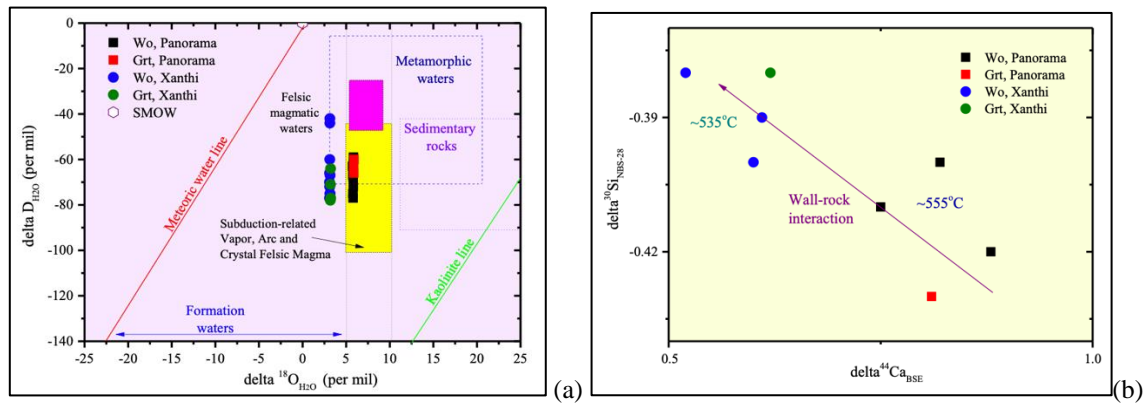 0
-20
-40
-60
-80
-100
-120
-140
delta D_H2O (per mil)
Wo, Panorama
Grt, Panorama
Wo, Xanthi
Grt, Xanthi
SMOW
Felsic
magmatic
waters
Metamorphic
waters
Sedimentary
rocks
Meteoric water line
Subduction-related
Vapor, Arc and
Crystal Felsic Magma
Kaolinite line
Formation
waters
-25 -20 -15 -10 -5 0 5 10 15 20 25
delta ^18O_H2O (per mil)
(a)
-0.39
-0.42
delta^30Si_NBS-28
Wo, Panorama
Grt, Panorama
Wo, Xanthi
Grt, Xanthi
~535°C
~555°C
Wall-rock
interaction
0.5 1.0
delta^44Ca_BSE
(b)